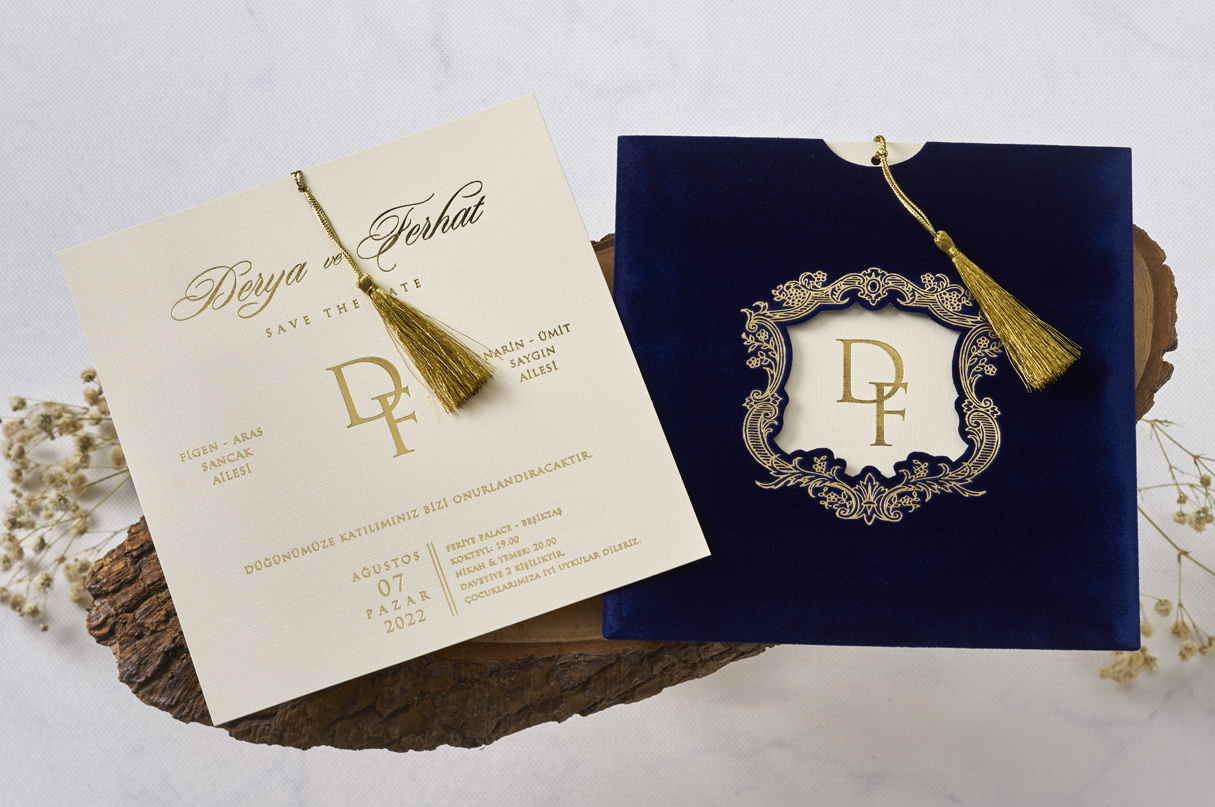 Derya ve Ferhat
SAVE THE DATE
DF
NARİN - ÜMİT
SAYGIN
AİLESİ
FİGEN - ARAS
SANCAK
AİLESİ
DÜĞÜNÜMÜZE KATILIMINIZ BİZİ ONURLANDIRACAKTIR.
AĞUSTOS
07
PAZAR
2022
FERİYE PALACE - BEŞİKTAŞ
KOKTEYL: 19.00
NİKAH & YEMEK: 20.00
DAVETİYE 2 KİŞİLİKTİR.
ÇOCUKLARIMIZA İYİ UYKULAR DİLERİZ.
DF